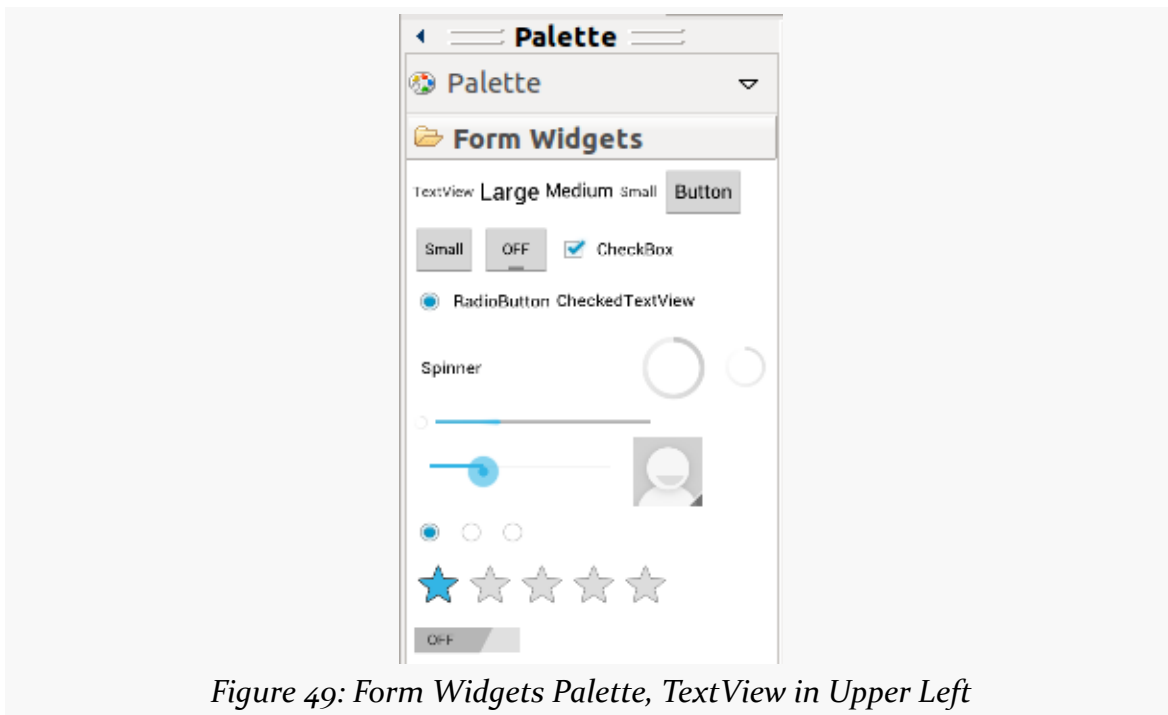 Palette
Palette
Form Widgets
TextView Large Medium Small Button
Small OFF CheckBox
RadioButton CheckedTextView
Spinner
OFF
Figure 49: Form Widgets Palette, TextView in Upper Left